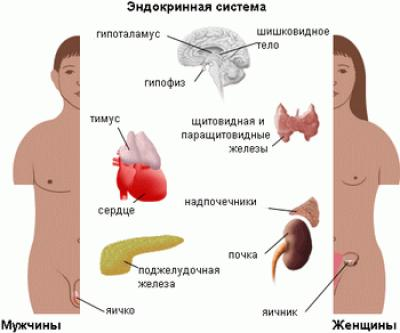 Эндокринная система
гипоталамус
шишковидное
тело
гипофиз
тимус
щитовидная и
паращитовидные
железы
сердце
надпочечники
почка
поджелудочная
железа
яичко
яичник
Мужчины
Женщины